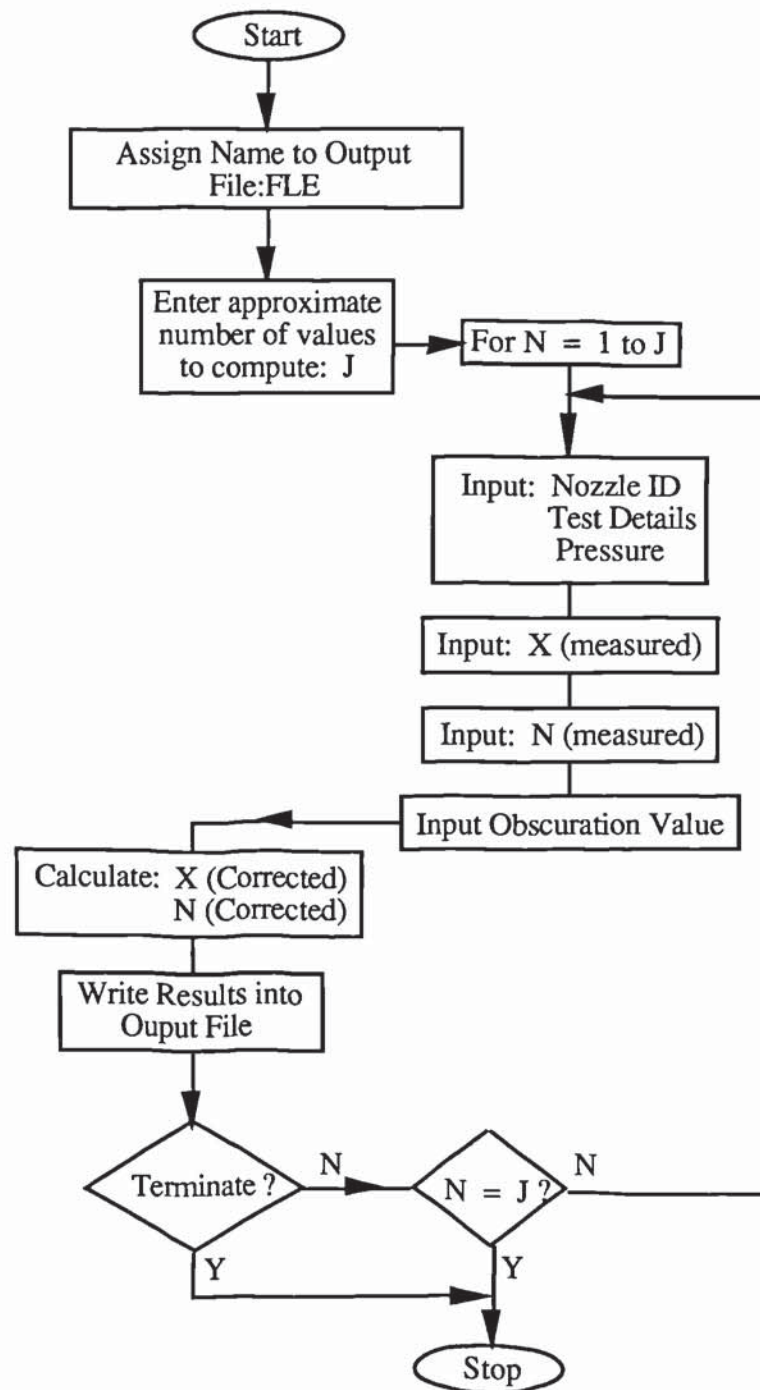 Start
Assign Name to Output
File:FLE
Enter approximate
number of values
to compute: J
For N = 1 to J
Input: Nozzle ID
Test Details
Pressure
Input: X (measured)
Input: N (measured)
Input Obscuration Value
Calculate: X (Corrected)
N (Corrected)
Write Results into
Ouput File
Terminate ?
N
N = J ?
N
Y
Y
Stop